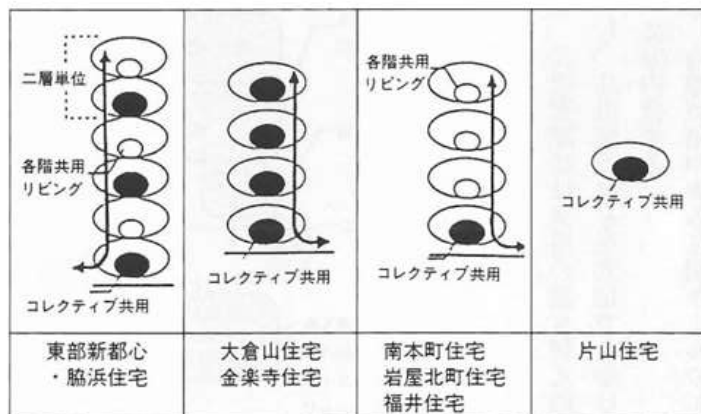 二層単位
各階共用
リビング
コレクティブ共用
東部新都心
・脇浜住宅
コレクティブ共用
大倉山住宅
金楽寺住宅
各階共用
リビング
コレクティブ共用
南本町住宅
岩屋北町住宅
福井住宅
コレクティブ共用
片山住宅